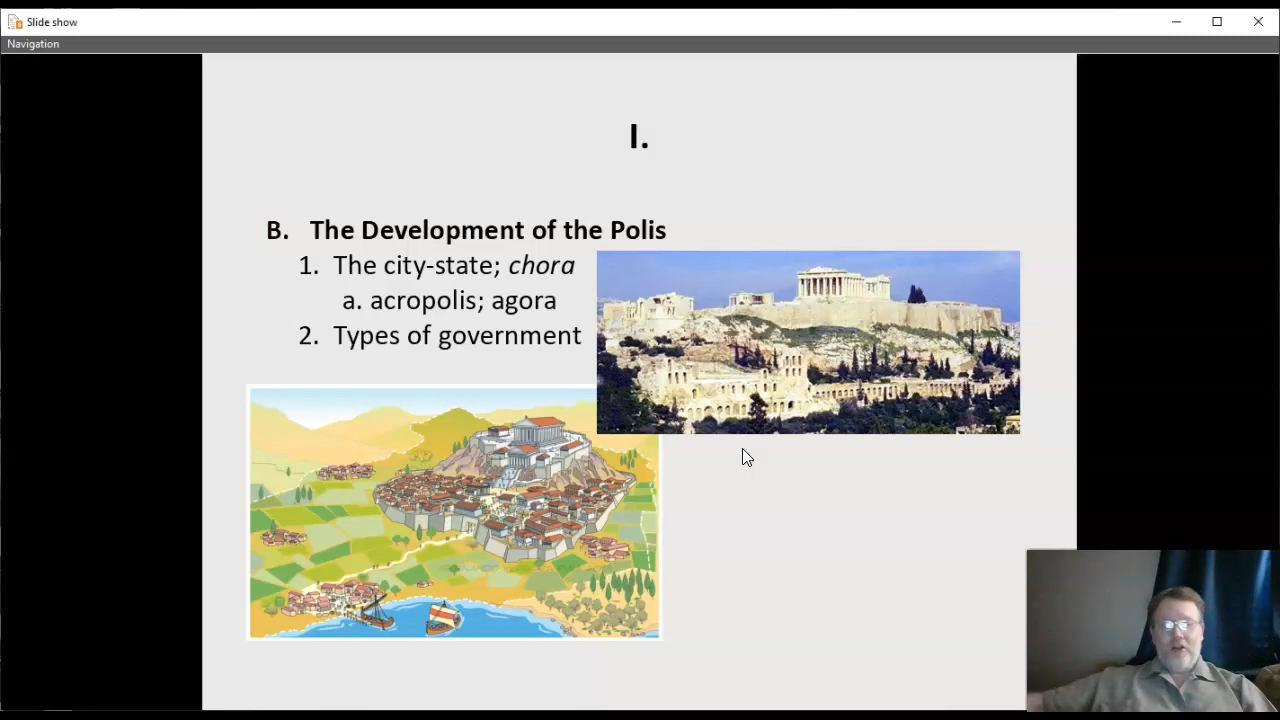 Slide show
Navigation
I.
B. The Development of the Polis
1. The city-state; chora
a. acropolis; agora
2. Types of government